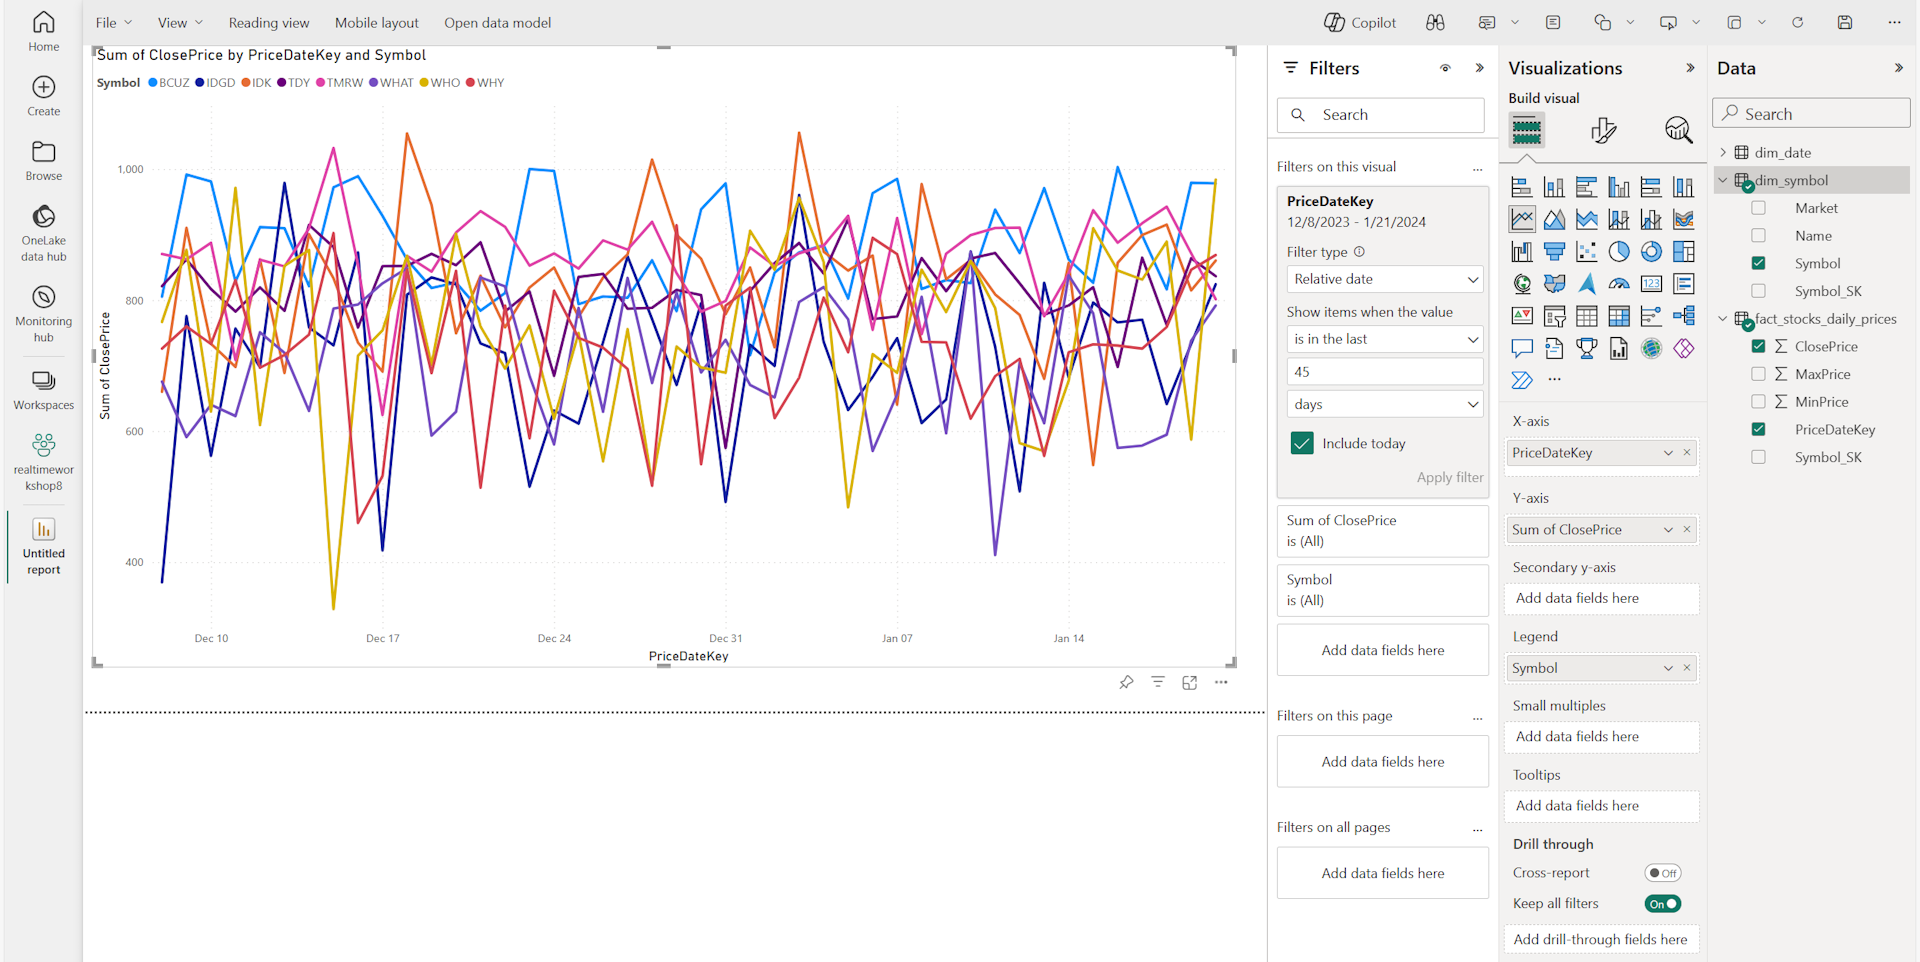 Home
Create
Browse
OneLake
data hub
Monitoring
hub
Workspaces
realtimewor
kshop8
Untitled
report
File
View
Reading view
Mobile layout
Open data model
Copilot
Sum of ClosePrice by PriceDateKey and Symbol
Symbol BCUZ IDGD IDK TDY TMRW WHAT WHO WHY
Sum of ClosePrice
1,000
800
600
400
Dec 10
Dec 17
Dec 24
Dec 31
Jan 07
Jan 14
PriceDateKey
Filters
Search
Filters on this visual
...
PriceDateKey
12/8/2023 - 1/21/2024
Filter type
Relative date
Show items when the value
is in the last
45
days
Include today
Apply filter
Sum of ClosePrice
is (All)
Symbol
is (All)
Add data fields here
Filters on this page
...
Add data fields here
Filters on all pages
...
Add data fields here
Visualizations
Build visual
123
...
X-axis
PriceDateKey
Y-axis
Sum of ClosePrice
Secondary y-axis
Add data fields here
Legend
Symbol
Small multiples
Add data fields here
Tooltips
Add data fields here
Drill through
Cross-report
Off
Keep all filters
On
Add drill-through fields here
Data
Search
dim_date
dim_symbol
Market
Name
Symbol
Symbol_SK
fact_stocks_daily_prices
ClosePrice
MaxPrice
MinPrice
PriceDateKey
Symbol_SK